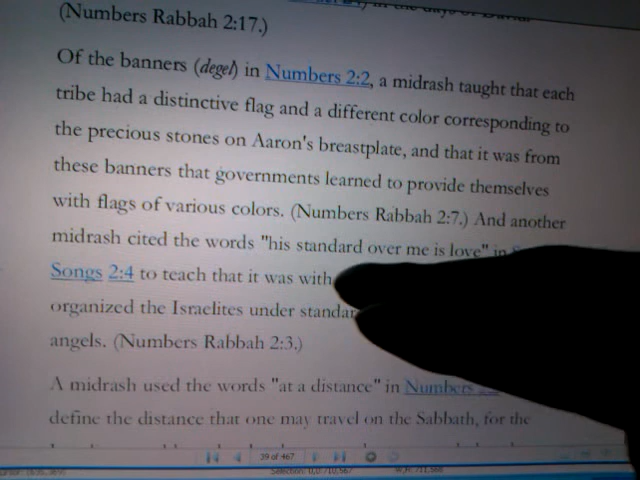 (Numbers Rabbah 2:17.)
Of the banners (degel) in Numbers 2:2, a midrash taught that each
tribe had a distinctive flag and a different color corresponding to
the precious stones on Aaron's breastplate, and that it was from
these banners that governments learned to provide themselves
with flags of various colors. (Numbers Rabbah 2:7.) And another
midrash cited the words "his standard over me is love" in
Songs 2:4 to teach that it was with
organized the Israelites under
angels. (Numbers Rabbah 2:3.)
A midrash used the words "at a distance" in Numbers
define the distance that one may travel on the Sabbath, for the
39 of 467